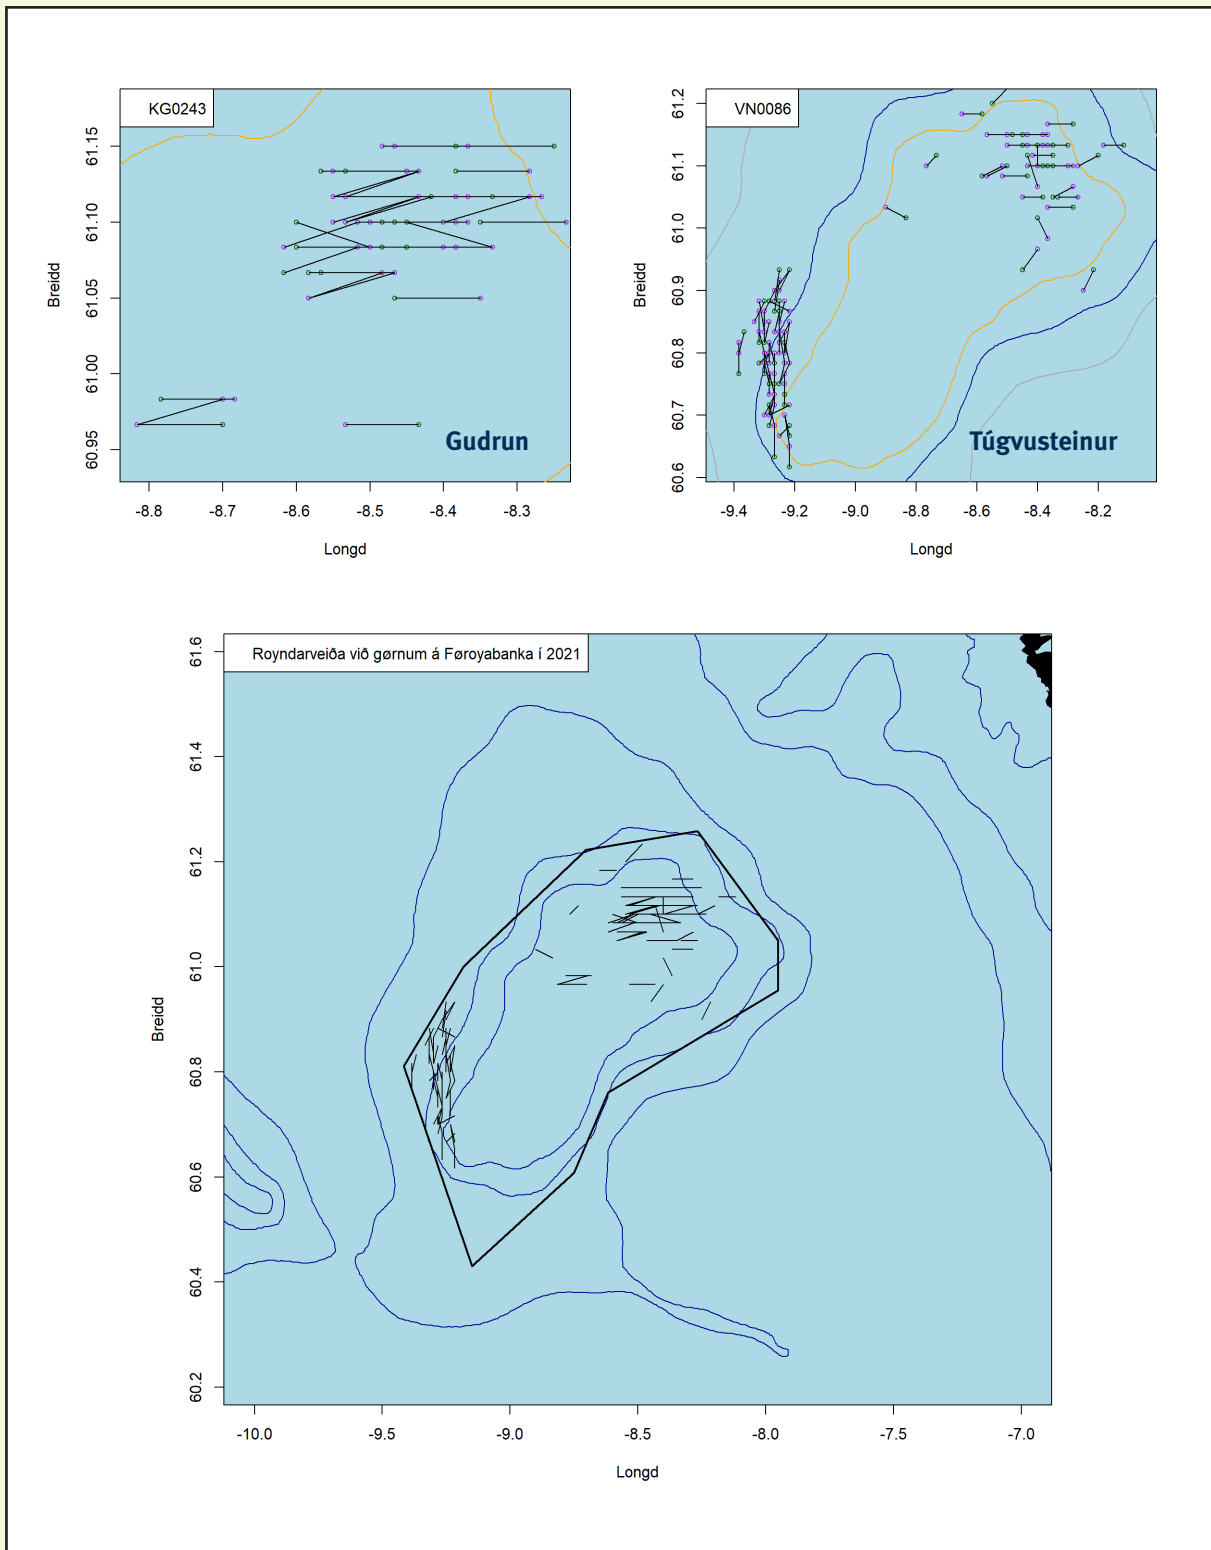 KG0243
61.15
61.10
61.05
61.00
60.95
Breidd
Gudrun
-8.8 -8.7 -8.6 -8.5 -8.4 -8.3
Longd
VN0086
61.2
61.1
61.0
60.9
60.8
60.7
60.6
Breidd
Túgvusteinur
-9.4 -9.2 -9.0 -8.8 -8.6 -8.4 -8.2
Longd
Royndarveiða við gørnum á Føroyabanka í 2021
61.6
61.4
61.2
61.0
60.8
60.6
60.4
60.2
Breidd
-10.0 -9.5 -9.0 -8.5 -8.0 -7.5 -7.0
Longd